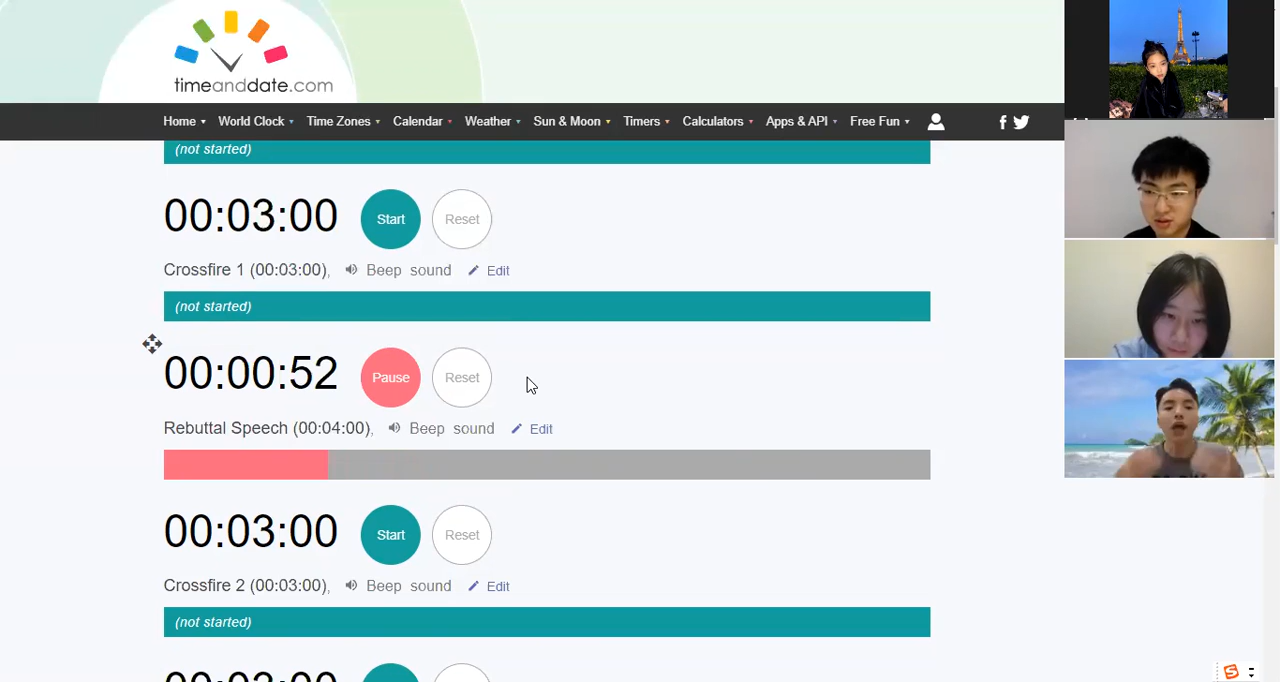 timeanddate.com
Home World Clock Time Zones Calendar Weather Sun & Moon Timers Calculators Apps & API Free Fun
(not started)
00:03:00 Start Reset
Crossfire 1 (00:03:00), Beep sound Edit
(not started)
00:00:52 Pause Reset
Rebuttal Speech (00:04:00), Beep sound Edit
00:03:00 Start Reset
Crossfire 2 (00:03:00), Beep sound Edit
(not started)